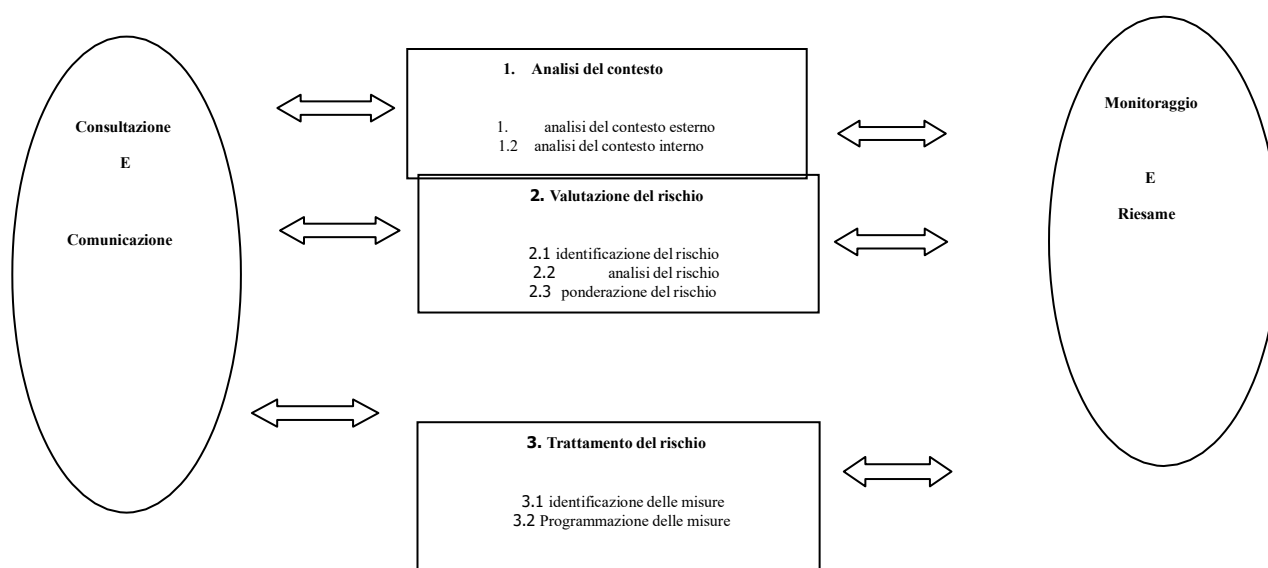 Consultazione
E
Comunicazione
1. Analisi del contesto
1. analisi del contesto esterno
1.2 analisi del contesto interno
2. Valutazione del rischio
2.1 identificazione del rischio
2.2 analisi del rischio
2.3 ponderazione del rischio
3. Trattamento del rischio
3.1 identificazione delle misure
3.2 Programmazione delle misure
Monitoraggio
E
Riesame